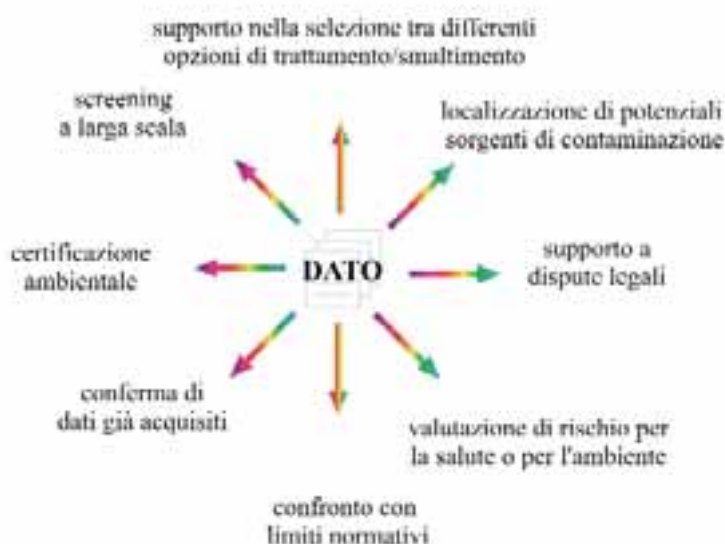 supporto nella selezione tra differenti
opzioni di trattamento/smaltimento
screening
a larga scala
localizzazione di potenziali
sorgenti di contaminazione
certificazione
ambientale
DATO
supporto a
dispute legali
conferma di
dati già acquisiti
valutazione di rischio per
la salute o per l'ambiente
confronto con
limiti normativi